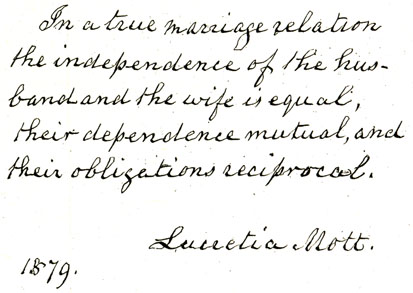 In a true marriage relation
the independence of the hus-
band and the wife is equal,
their dependence mutual, and
their obligations reciprocal.
Lucretia Mott.
1879.